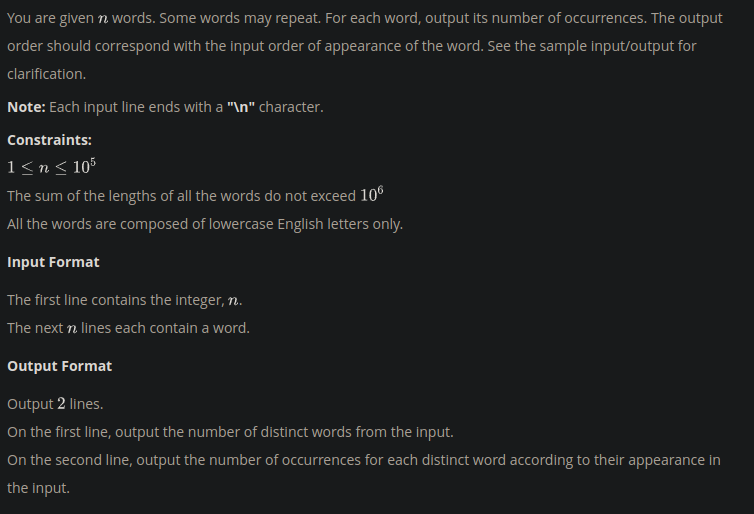 You are given n words. Some words may repeat. For each word, output its number of occurrences. The output
order should correspond with the input order of appearance of the word. See the sample input/output for
clarification.
Note: Each input line ends with a "\n" character.
Constraints:
1 ≤ n ≤ 10⁵
The sum of the lengths of all the words do not exceed 10⁶
All the words are composed of lowercase English letters only.
Input Format
The first line contains the integer, n.
The next n lines each contain a word.
Output Format
Output 2 lines.
On the first line, output the number of distinct words from the input.
On the second line, output the number of occurrences for each distinct word according to their appearance in
the input.